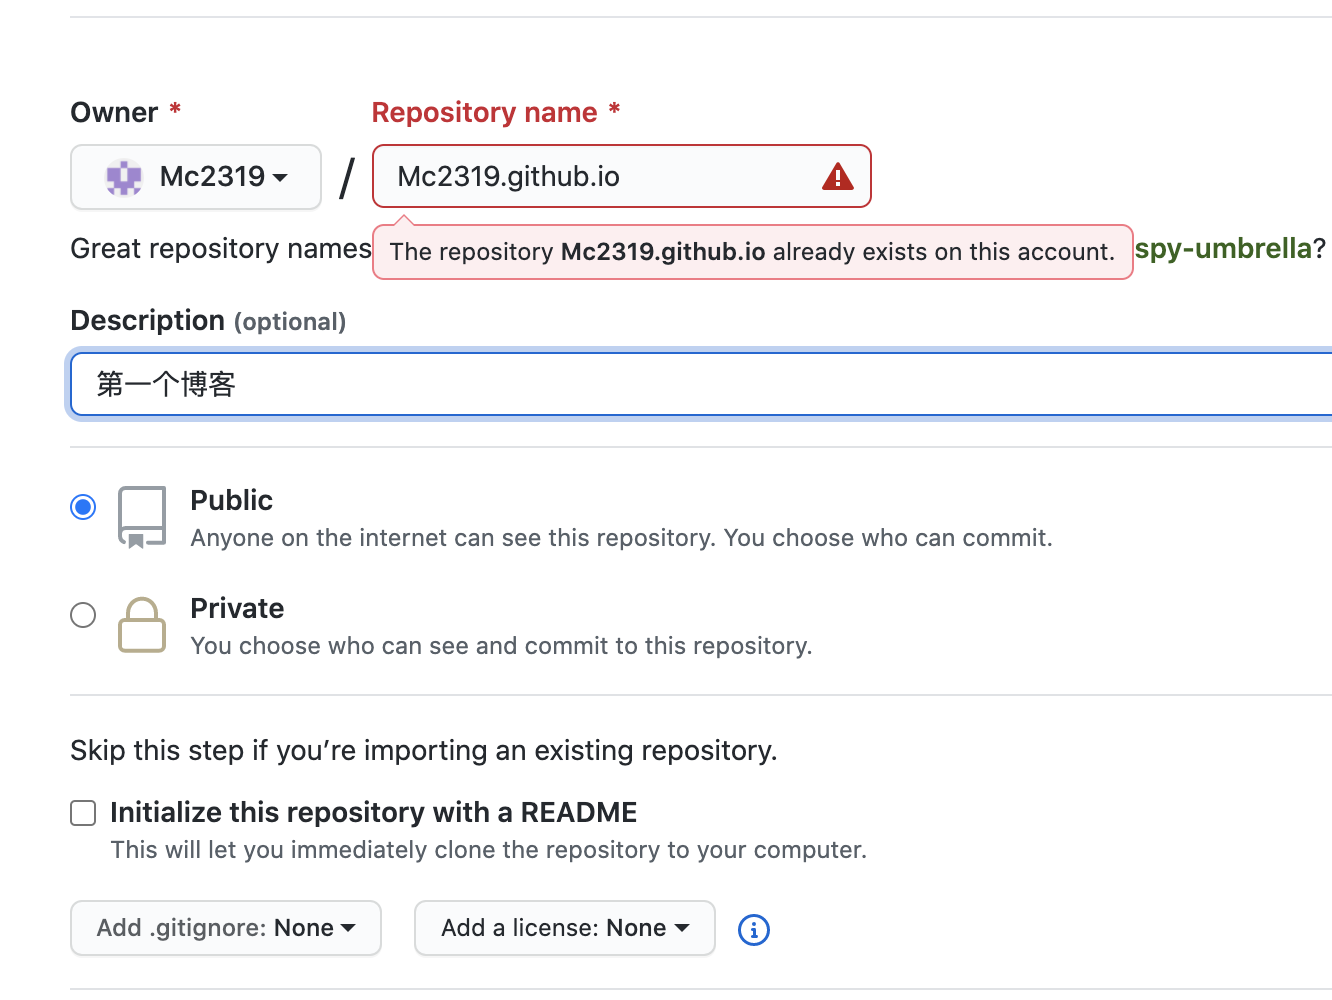 Owner * Repository name *
Mc2319 / Mc2319.github.io
Great repository names The repository Mc2319.github.io already exists on this account. spy-umbrella?
Description (optional)
第一个博客
Public
Anyone on the internet can see this repository. You choose who can commit.
Private
You choose who can see and commit to this repository.
Skip this step if you’re importing an existing repository.
Initialize this repository with a README
This will let you immediately clone the repository to your computer.
Add .gitignore: None Add a license: None